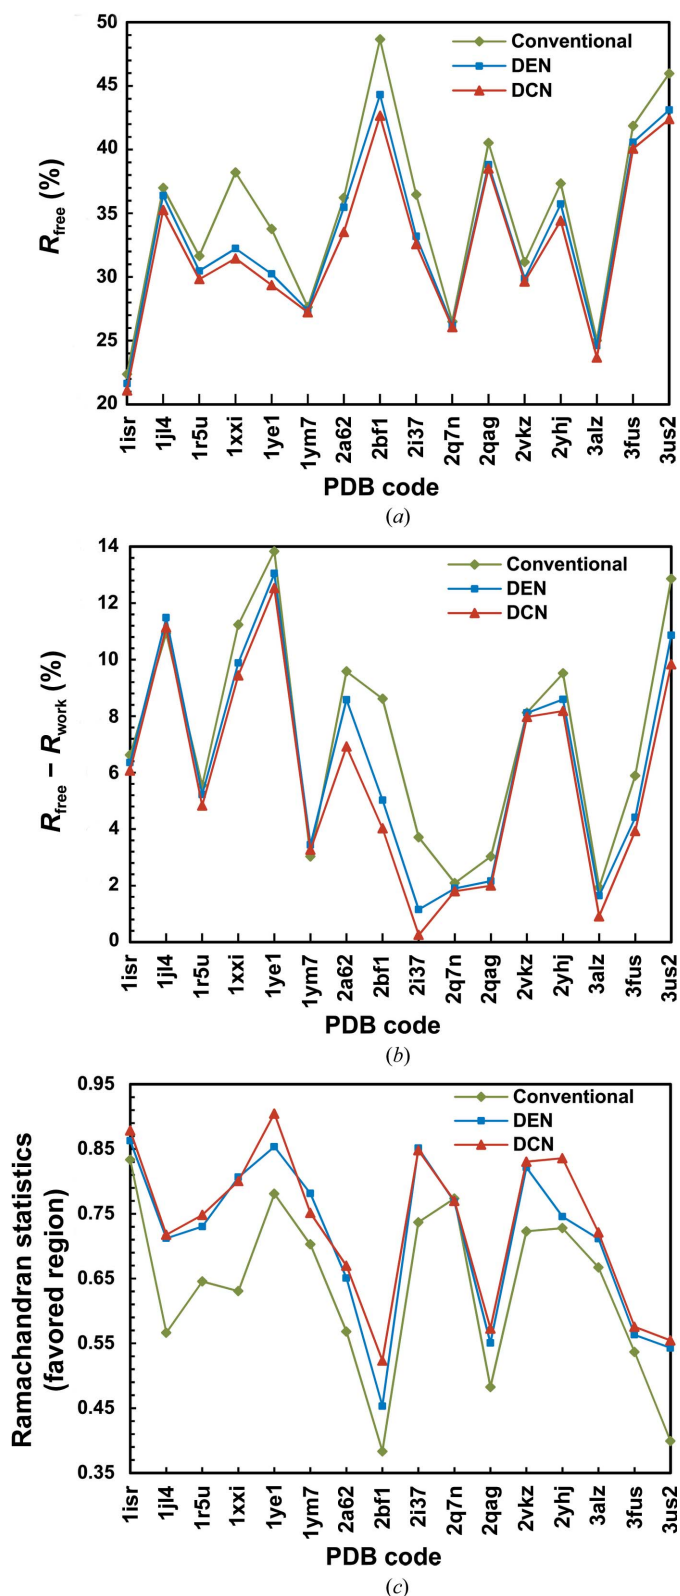 50
45
40
35
30
25
20
R_free (%)
Conventional
DEN
DCN
1isr 1jl4 1r5u 1xxi 1ye1 1ym7 2a62 2bf1 2i37 2q7n 2qag 2vkz 2yhj 3alz 3fus 3us2
PDB code
(a)
14
12
10
8
6
4
2
0
R_free − R_work (%)
Conventional
DEN
DCN
1isr 1jl4 1r5u 1xxi 1ye1 1ym7 2a62 2bf1 2i37 2q7n 2qag 2vkz 2yhj 3alz 3fus 3us2
PDB code
(b)
0.95
0.85
0.75
0.65
0.55
0.45
0.35
Ramachandran statistics
(favored region)
Conventional
DEN
DCN
1isr 1jl4 1r5u 1xxi 1ye1 1ym7 2a62 2bf1 2i37 2q7n 2qag 2vkz 2yhj 3alz 3fus 3us2
PDB code
(c)